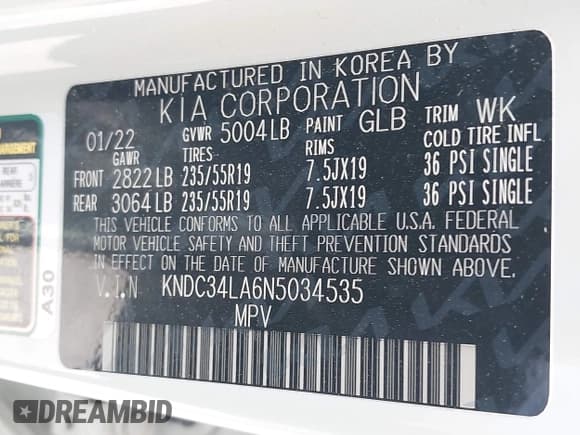 MANUFACTURED IN KOREA BY
KIA CORPORATION
01/22 GVWR 5004LB PAINT GLB TRIM WK
GAWR TIRES RIMS COLD TIRE INFL
FRONT 2822LB 235/55R19 7.5JX19 36 PSI SINGLE
REAR 3064LB 235/55R19 7.5JX19 36 PSI SINGLE
THIS VEHICLE CONFORMS TO ALL APPLICABLE U.S.A. FEDERAL
MOTOR VEHICLE SAFETY AND THEFT PREVENTION STANDARDS
IN EFFECT ON THE DATE OF MANUFACTURE SHOWN ABOVE.
V.I.N KNDC34LA6N5034535
MPV
A30
REAR
DREAMBID